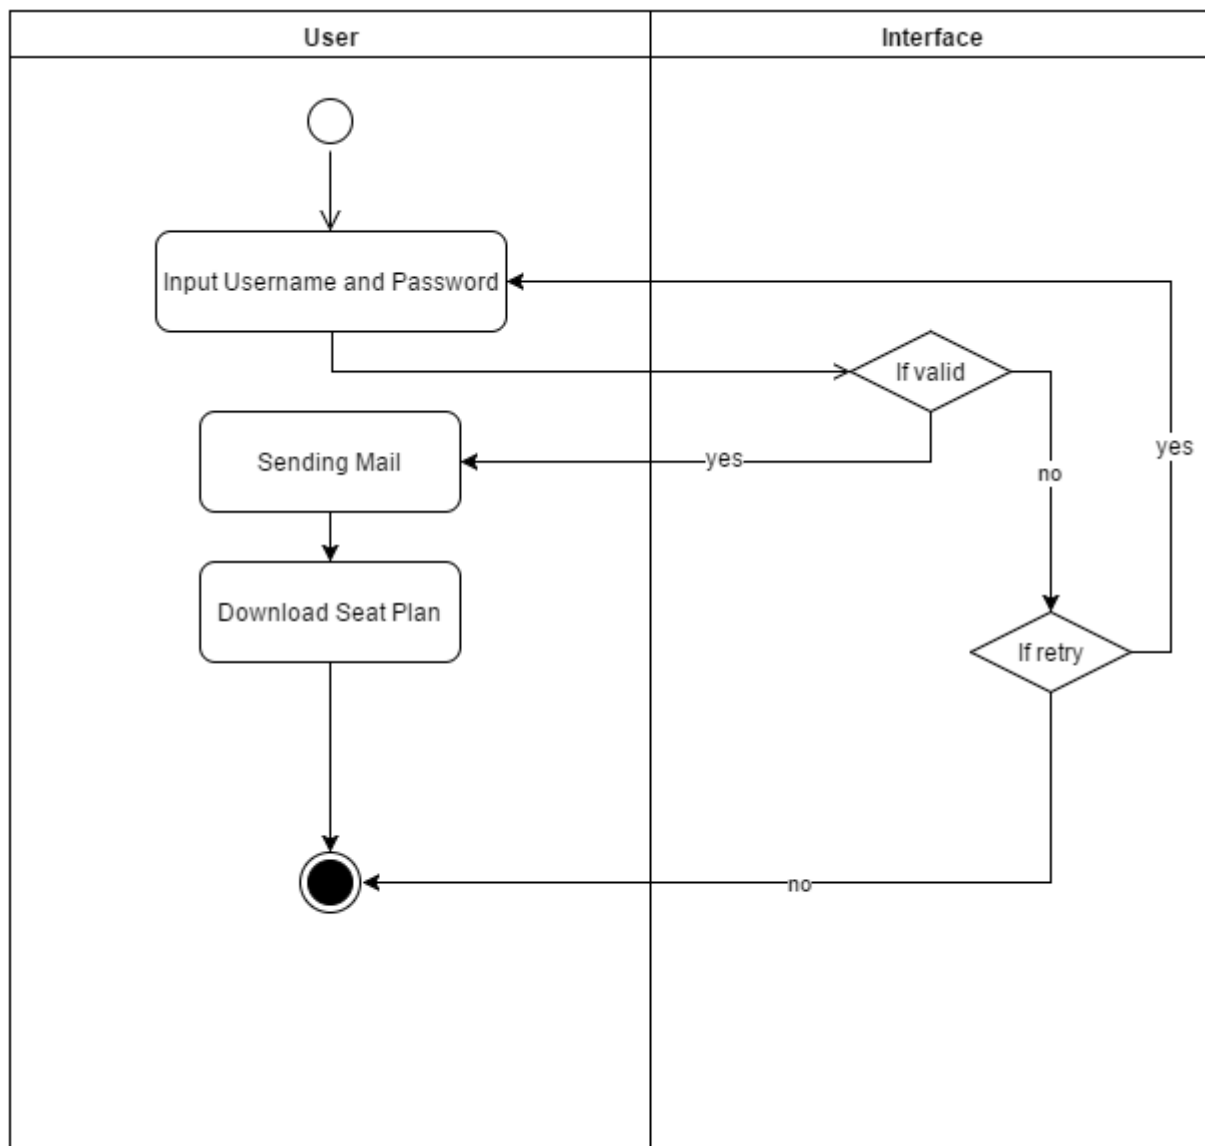 User
Interface
Input Username and Password
If valid
Sending Mail
yes
no
yes
Download Seat Plan
If retry
no